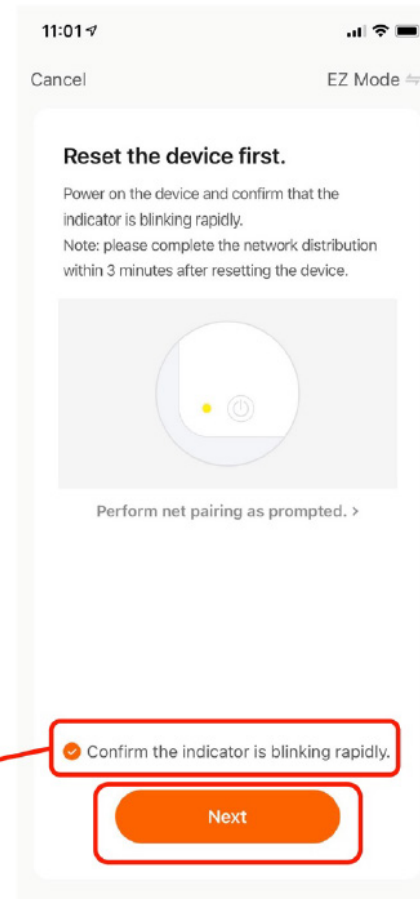 11:01
Cancel
EZ Mode
Reset the device first.
Power on the device and confirm that the
indicator is blinking rapidly.
Note: please complete the network distribution
within 3 minutes after resetting the device.
Perform net pairing as prompted. >
Confirm the indicator is blinking rapidly.
Next